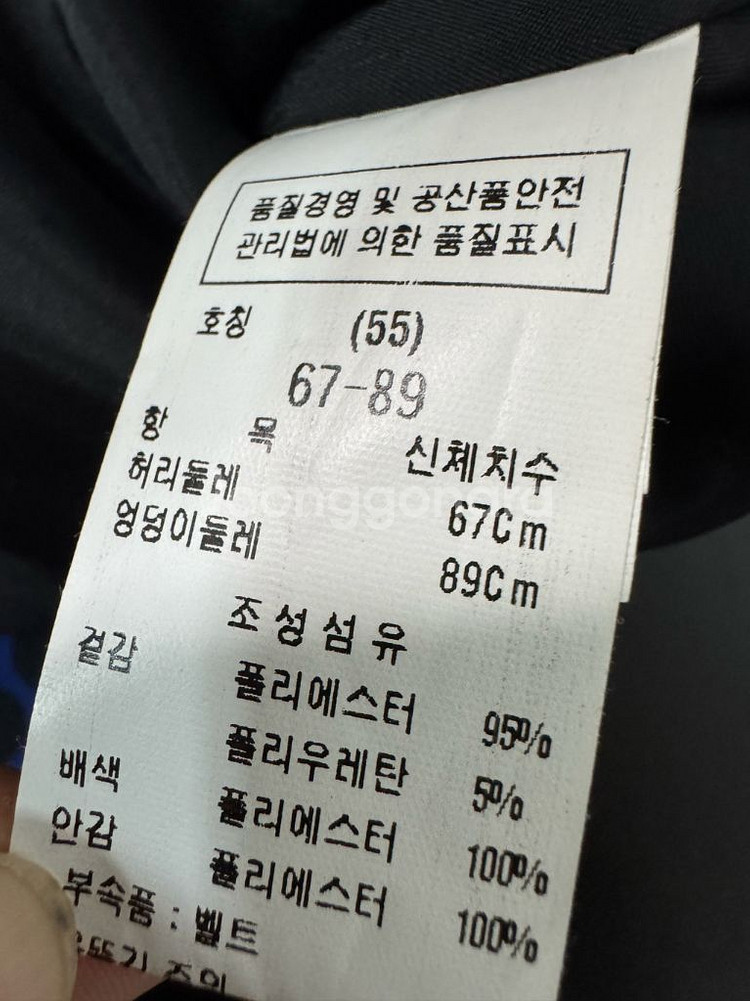 품질경영 및 공산품안전
관리법에 의한 품질표시
호칭 (55)
67-89
항 목 신체치수
허리둘레 67Cm
엉덩이둘레 89Cm
조성섬유
겉감 폴리에스터 95%
폴리우레탄 5%
배색 폴리에스터 100%
안감 폴리에스터 100%
부속품 : 벨트
주의